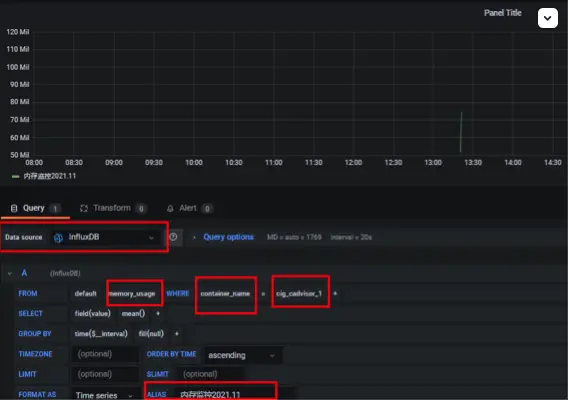 Panel Title
120 Mil
110 Mil
100 Mil
90 Mil
80 Mil
70 Mil
60 Mil
50 Mil
08:00 08:30 09:00 09:30 10:00 10:30 11:00 11:30 12:00 12:30 13:00 13:30 14:00 14:30
内存监控2021.11
Query 1 Transform 0 Alert 0
Data source InfluxDB Query options MD = auto = 1769 Interval = 20s
A (InfluxDB)
FROM default memory_usage WHERE container_name = cig_cadvisor_1 +
SELECT field(value) mean() +
GROUP BY time($__interval) fill(null) +
TIMEZONE (optional) ORDER BY TIME ascending
LIMIT (optional) SLIMIT (optional)
FORMAT AS Time series ALIAS 内存监控2021.11